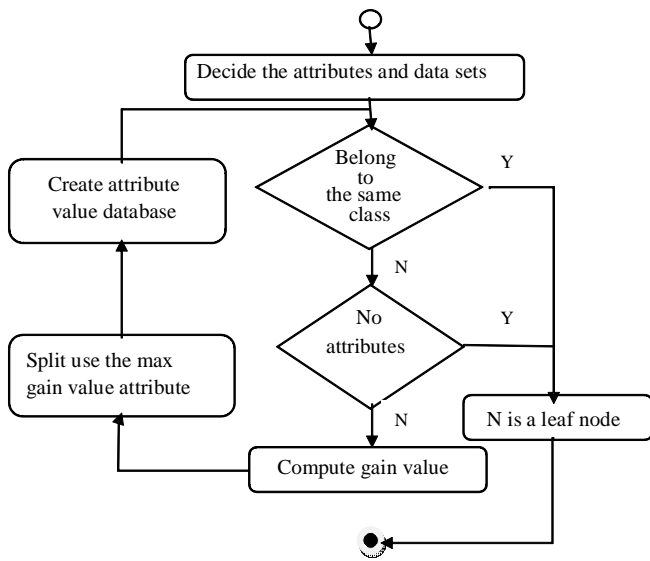 Decide the attributes and data sets
Belong
to
the same
class
Y
Create attribute
value database
N
No
attributes
Y
Split use the max
gain value attribute
N
N is a leaf node
Compute gain value